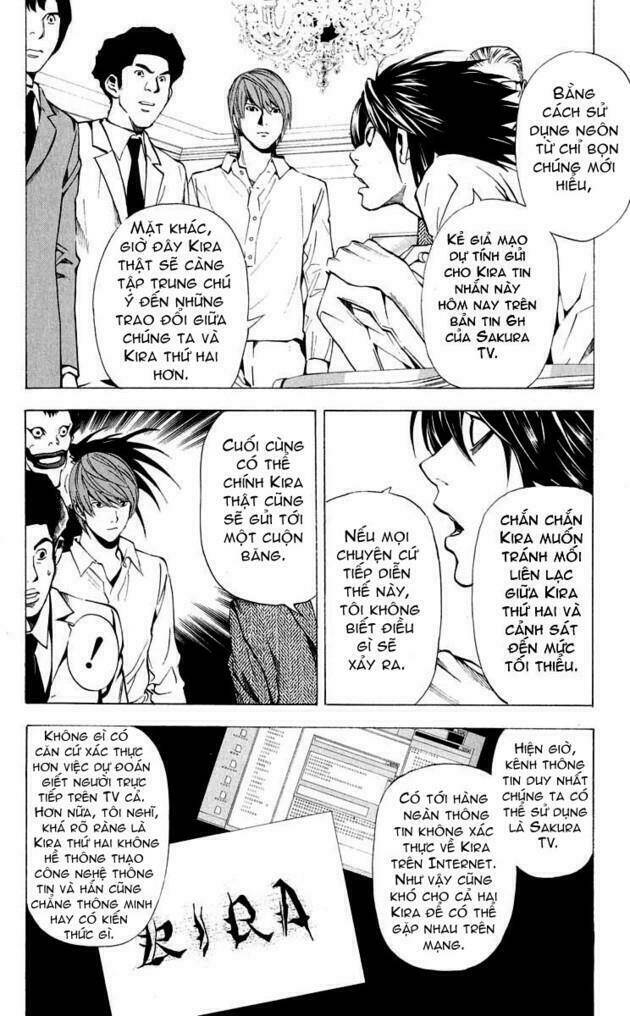 BẰNG
CÁCH SỬ
DỤNG NGÔN
TỪ CHỈ BỌN
CHÚNG MỚI
HIỂU,
KẺ GIẢ MẠO
DỰ TÍNH GỬI
CHO KIRA TIN
NHẮN NÀY
HÔM NAY TRÊN
BẢN TIN 6H
CỦA SAKURA
TV.
MẶT KHÁC,
GIỜ ĐÂY KIRA
THẬT SẼ CÀNG
TẬP TRUNG CHÚ
Ý ĐẾN NHỮNG
TRAO ĐỔI GIỮA
CHÚNG TA VÀ
KIRA THỨ HAI
HƠN.
CHẮN CHẮN
KIRA MUỐN
TRÁNH MỐI
LIÊN LẠC
GIỮA KIRA
THỨ HAI VÀ
CẢNH SÁT
ĐẾN MỨC
TỐI THIỂU.
NẾU MỌI
CHUYỆN CỨ
TIẾP DIỄN
THẾ NÀY,
TÔI KHÔNG
BIẾT ĐIỀU
GÌ SẼ
XẢY RA.
CUỐI CÙNG
CÓ THỂ
CHÍNH KIRA
THẬT CŨNG
SẼ GỬI TỚI
MỘT CUỘN
BĂNG.
!
HIỆN GIỜ,
KÊNH THÔNG
TIN DUY NHẤT
CHÚNG TA CÓ
THỂ SỬ DỤNG
LÀ SAKURA
TV.
CÓ TỚI HÀNG
NGÀN THÔNG
TIN KHÔNG XÁC
THỰC VỀ KIRA
TRÊN INTERNET.
NHƯ VẬY CŨNG
KHÓ CHO CẢ HAI
KIRA ĐỂ CÓ THỂ
GẶP NHAU TRÊN
MẠNG.
KHÔNG GÌ CÓ
CĂN CỨ XÁC THỰC
HƠN VIỆC DỰ ĐOÁN
GIẾT NGƯỜI TRỰC
TIẾP TRÊN TV CẢ.
HƠN NỮA, TÔI NGHĨ,
KHÁ RÕ RÀNG LÀ
KIRA THỨ HAI KHÔNG
HỀ THÔNG THẠO
CÔNG NGHỆ THÔNG
TIN VÀ HẮN CŨNG
CHẲNG THÔNG MINH
HAY CÓ KIẾN
THỨC GÌ.
KIRA